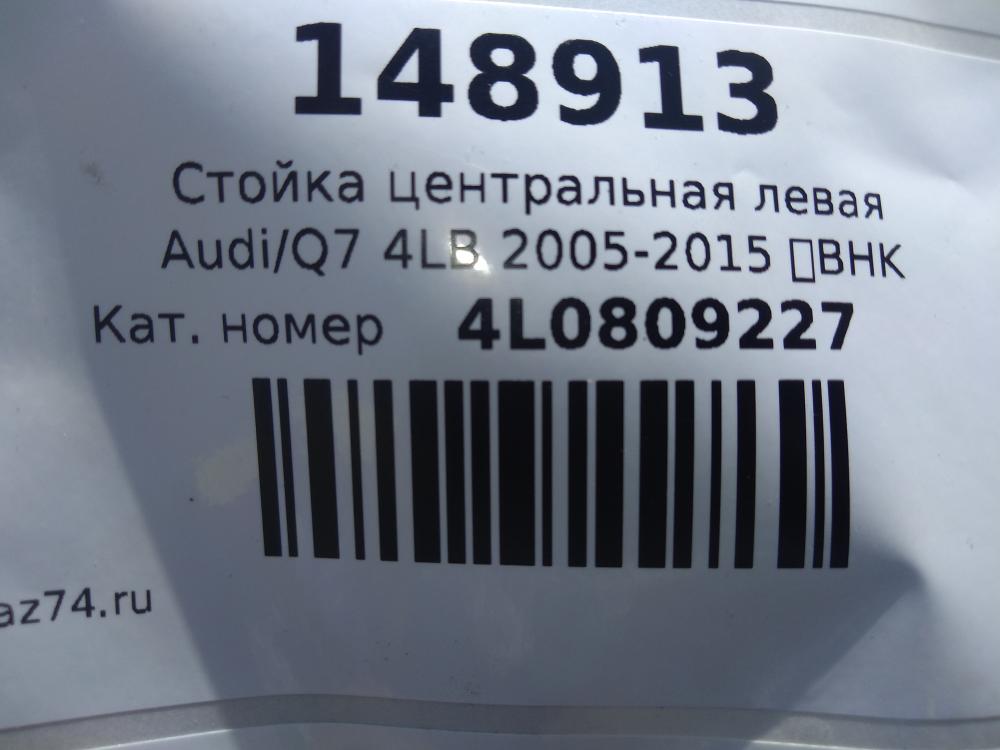 148913
Стойка центральная левая
Audi/Q7 4LB 2005-2015 ▯ВНК
Кат. номер 4L0809227
az74.ru